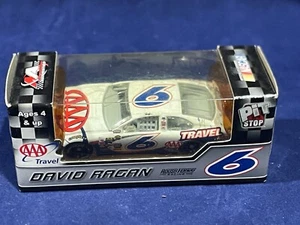 Ages 4
& up
PIT
STOP
AAA
6
TRAVEL
6
AAA
Travel
DAVID RAGAN
6